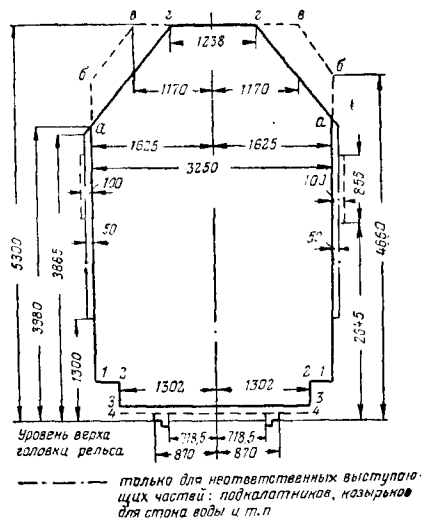 в г г в
1238
б б
1170 1170
а а
1625 1625
3250
100 100
50 50
855
5300
3980
3865
1300
4660
2645
1 2 2 1
1302 1302
3 3
4 4
718,5 718,5
870 870
Уровень верха
головки рельса
только для неответственных выступаю-
щих частей: подкалатников, козырьков
для стока воды и т.п